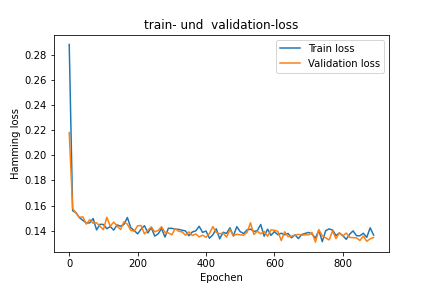 train- und  validation-loss
Train loss
Validation loss
Hamming loss
0.28
0.26
0.24
0.22
0.20
0.18
0.16
0.14
0 200 400 600 800
Epochen